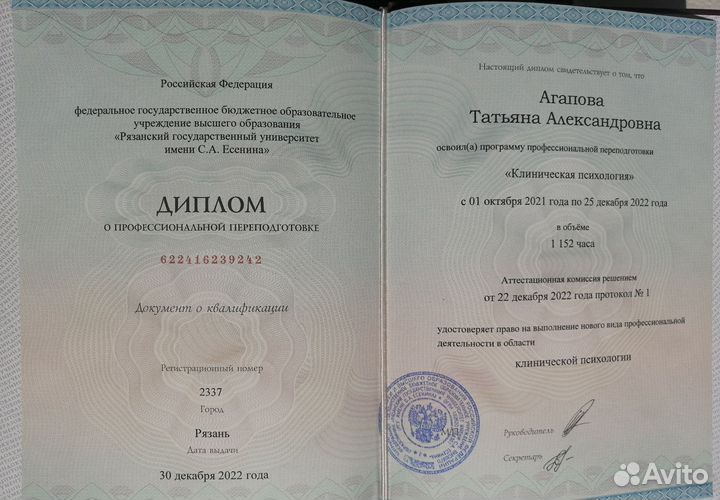 Российская Федерация
федеральное государственное бюджетное образовательное
учреждение высшего образования
«Рязанский государственный университет
имени С.А. Есенина»
ДИПЛОМ
О ПРОФЕССИОНАЛЬНОЙ ПЕРЕПОДГОТОВКЕ
622416239242
Документ о квалификации
Регистрационный номер
2337
Город
Рязань
Дата выдачи
30 декабря 2022 года
Настоящий диплом свидетельствует о том, что
Агапова
Татьяна Александровна
освоил(а) программу профессиональной переподготовки
«Клиническая психология»
с 01 октября 2021 года по 25 декабря 2022 года
в объёме
1 152 часа
Аттестационная комиссия решением
от 22 декабря 2022 года протокол № 1
удостоверяет право на выполнение нового вида профессиональной
деятельности в области
клинической психологии
М.П.
Руководитель
Секретарь
Avito